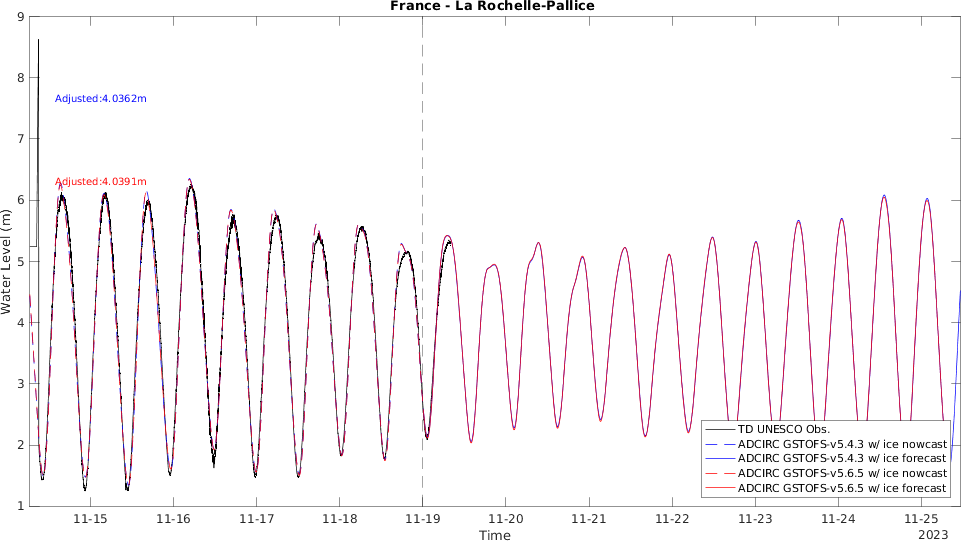 France - La Rochelle-Pallice
9
8
7
6
5
4
3
2
1
Water Level (m)
Adjusted:4.0362m
Adjusted:4.0391m
TD UNESCO Obs.
ADCIRC GSTOFS-v5.4.3 w/ ice nowcast
ADCIRC GSTOFS-v5.4.3 w/ ice forecast
ADCIRC GSTOFS-v5.6.5 w/ ice nowcast
ADCIRC GSTOFS-v5.6.5 w/ ice forecast
11-15 11-16 11-17 11-18 11-19 11-20 11-21 11-22 11-23 11-24 11-25
Time
2023